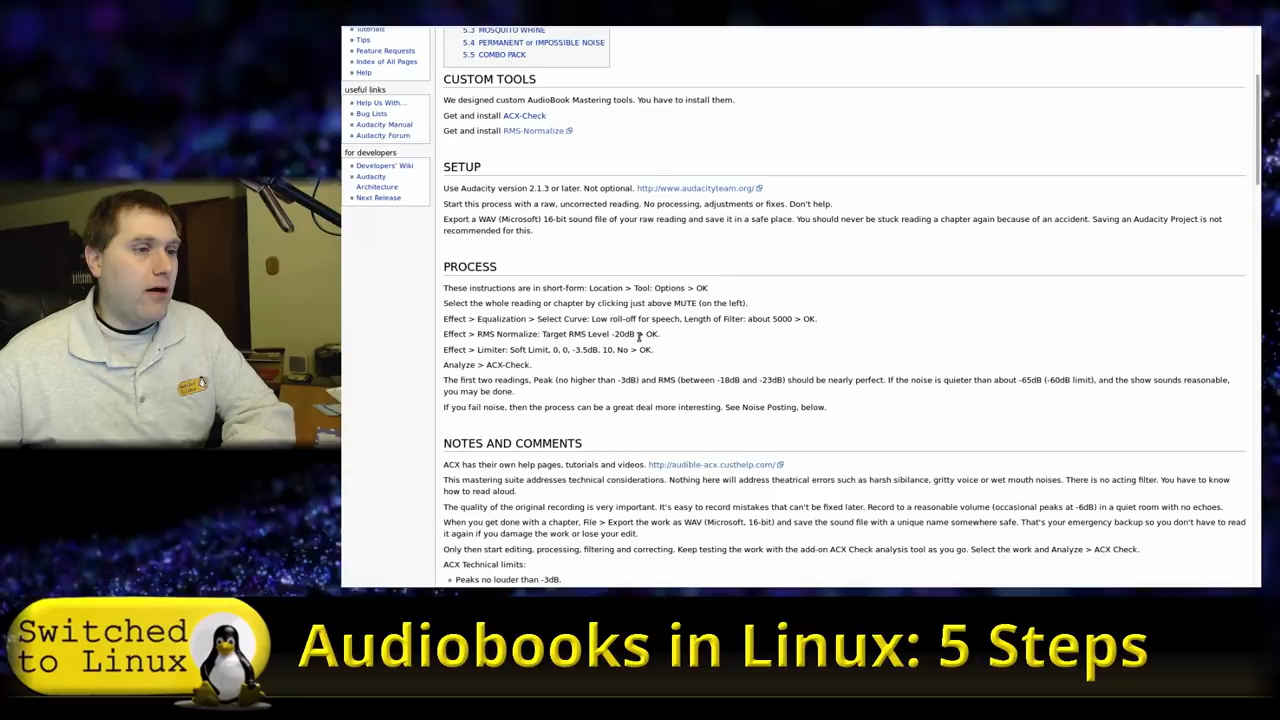 Tutorials
Tips
Feature Requests
Index of All Pages
Help
useful links
Help Us With...
Bug Lists
Audacity Manual
Audacity Forum
for developers
Developers' Wiki
Audacity
Architecture
Next Release
5.3 MOSQUITO WHINE
5.4 PERMANENT or IMPOSSIBLE NOISE
5.5 COMBO PACK
CUSTOM TOOLS
We designed custom AudioBook Mastering tools. You have to install them.
Get and install ACX-Check
Get and install RMS-Normalize
SETUP
Use Audacity version 2.1.3 or later. Not optional. http://www.audacityteam.org/
Start this process with a raw, uncorrected reading. No processing, adjustments or fixes. Don't help.
Export a WAV (Microsoft) 16-bit sound file of your raw reading and save it in a safe place. You should never be stuck reading a chapter again because of an accident. Saving an Audacity Project is not
recommended for this.
PROCESS
These instructions are in short-form: Location > Tool: Options > OK
Select the whole reading or chapter by clicking just above MUTE (on the left).
Effect > Equalization > Select Curve: Low roll-off for speech, Length of Filter: about 5000 > OK.
Effect > RMS Normalize: Target RMS Level -20dB > OK.
Effect > Limiter: Soft Limit, 0, 0, -3.5dB, 10, No > OK.
Analyze > ACX-Check.
The first two readings, Peak (no higher than -3dB) and RMS (between -18dB and -23dB) should be nearly perfect. If the noise is quieter than about -65dB (-60dB limit), and the show sounds reasonable,
you may be done.
If you fail noise, then the process can be a great deal more interesting. See Noise Posting, below.
NOTES AND COMMENTS
ACX has their own help pages, tutorials and videos. http://audible-acx.custhelp.com/
This mastering suite addresses technical considerations. Nothing here will address theatrical errors such as harsh sibilance, gritty voice or wet mouth noises. There is no acting filter. You have to know
how to read aloud.
The quality of the original recording is very important. It's easy to record mistakes that can't be fixed later. Record to a reasonable volume (occasional peaks at -6dB) in a quiet room with no echoes.
When you get done with a chapter, File > Export the work as WAV (Microsoft, 16-bit) and save the sound file with a unique name somewhere safe. That's your emergency backup so you don't have to read
it again if you damage the work or lose your edit.
Only then start editing, processing, filtering and correcting. Keep testing the work with the add-on ACX Check analysis tool as you go. Select the work and Analyze > ACX Check.
ACX Technical limits:
Peaks no louder than -3dB.
Switched
to Linux
Audiobooks in Linux: 5 Steps